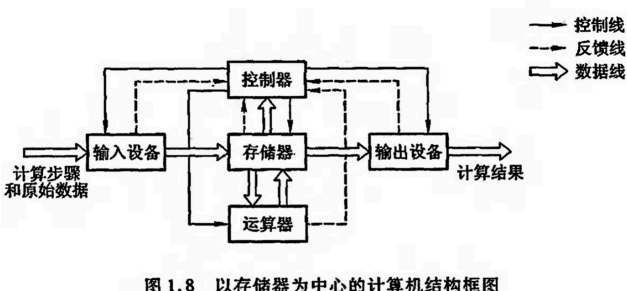 控制线
反馈线
数据线
控制器
输入设备
存储器
输出设备
计算步骤
和原始数据
计算结果
运算器
图1.8 以存储器为中心的计算机结构框图